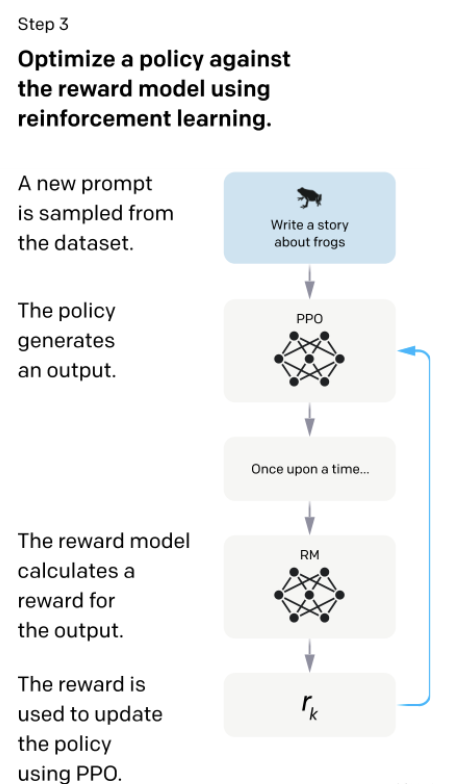 Step 3
Optimize a policy against
the reward model using
reinforcement learning.
A new prompt
is sampled from
the dataset.
Write a story
about frogs
The policy
generates
an output.
PPO
Once upon a time...
The reward model
calculates a
reward for
the output.
RM
The reward is
used to update
the policy
using PPO.
rₖ